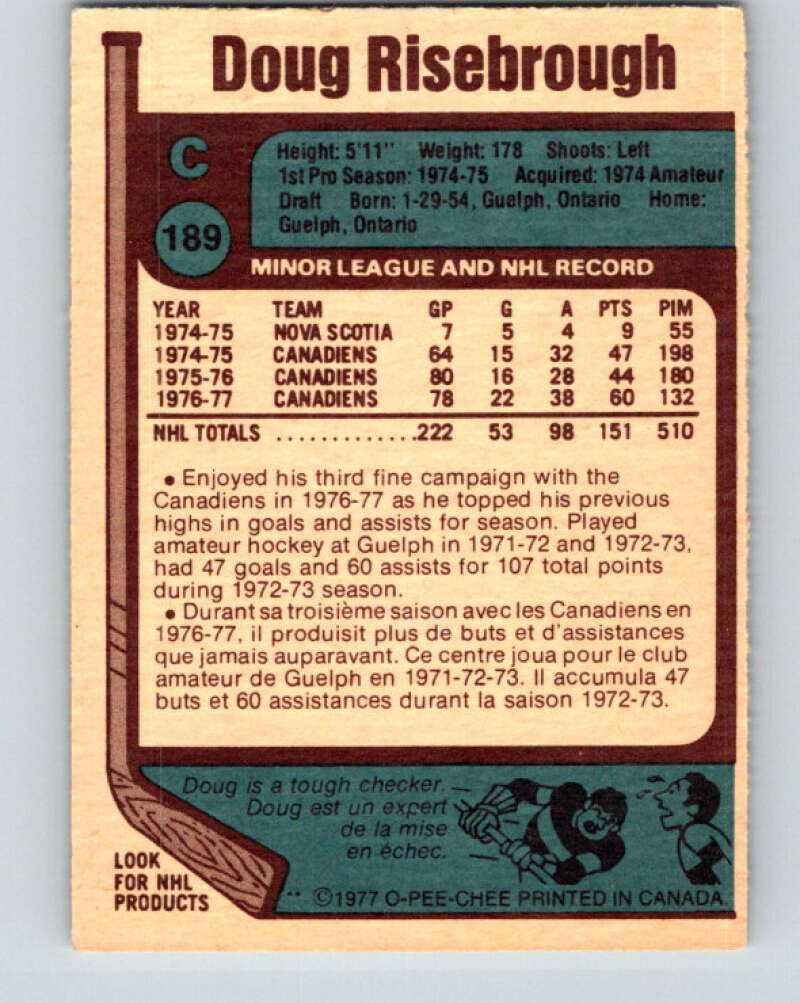 Doug Risebrough
C
Height: 5'11" Weight: 178 Shoots: Left
1st Pro Season: 1974-75 Acquired: 1974 Amateur
Draft Born: 1-29-54, Guelph, Ontario Home:
Guelph, Ontario
189
MINOR LEAGUE AND NHL RECORD
YEAR TEAM GP G A PTS PIM
1974-75 NOVA SCOTIA 7 5 4 9 55
1974-75 CANADIENS 64 15 32 47 198
1975-76 CANADIENS 80 16 28 44 180
1976-77 CANADIENS 78 22 38 60 132
NHL TOTALS ..............222 53 98 151 510
• Enjoyed his third fine campaign with the
Canadiens in 1976-77 as he topped his previous
highs in goals and assists for season. Played
amateur hockey at Guelph in 1971-72 and 1972-73,
had 47 goals and 60 assists for 107 total points
during 1972-73 season.
• Durant sa troisième saison avec les Canadiens en
1976-77, il produisit plus de buts et d'assistances
que jamais auparavant. Ce centre joua pour le club
amateur de Guelph en 1971-72-73. Il accumula 47
buts et 60 assistances durant la saison 1972-73.
Doug is a tough checker.
Doug est un expert
de la mise
en échec.
LOOK
FOR NHL
PRODUCTS
** ©1977 O-PEE-CHEE PRINTED IN CANADA.